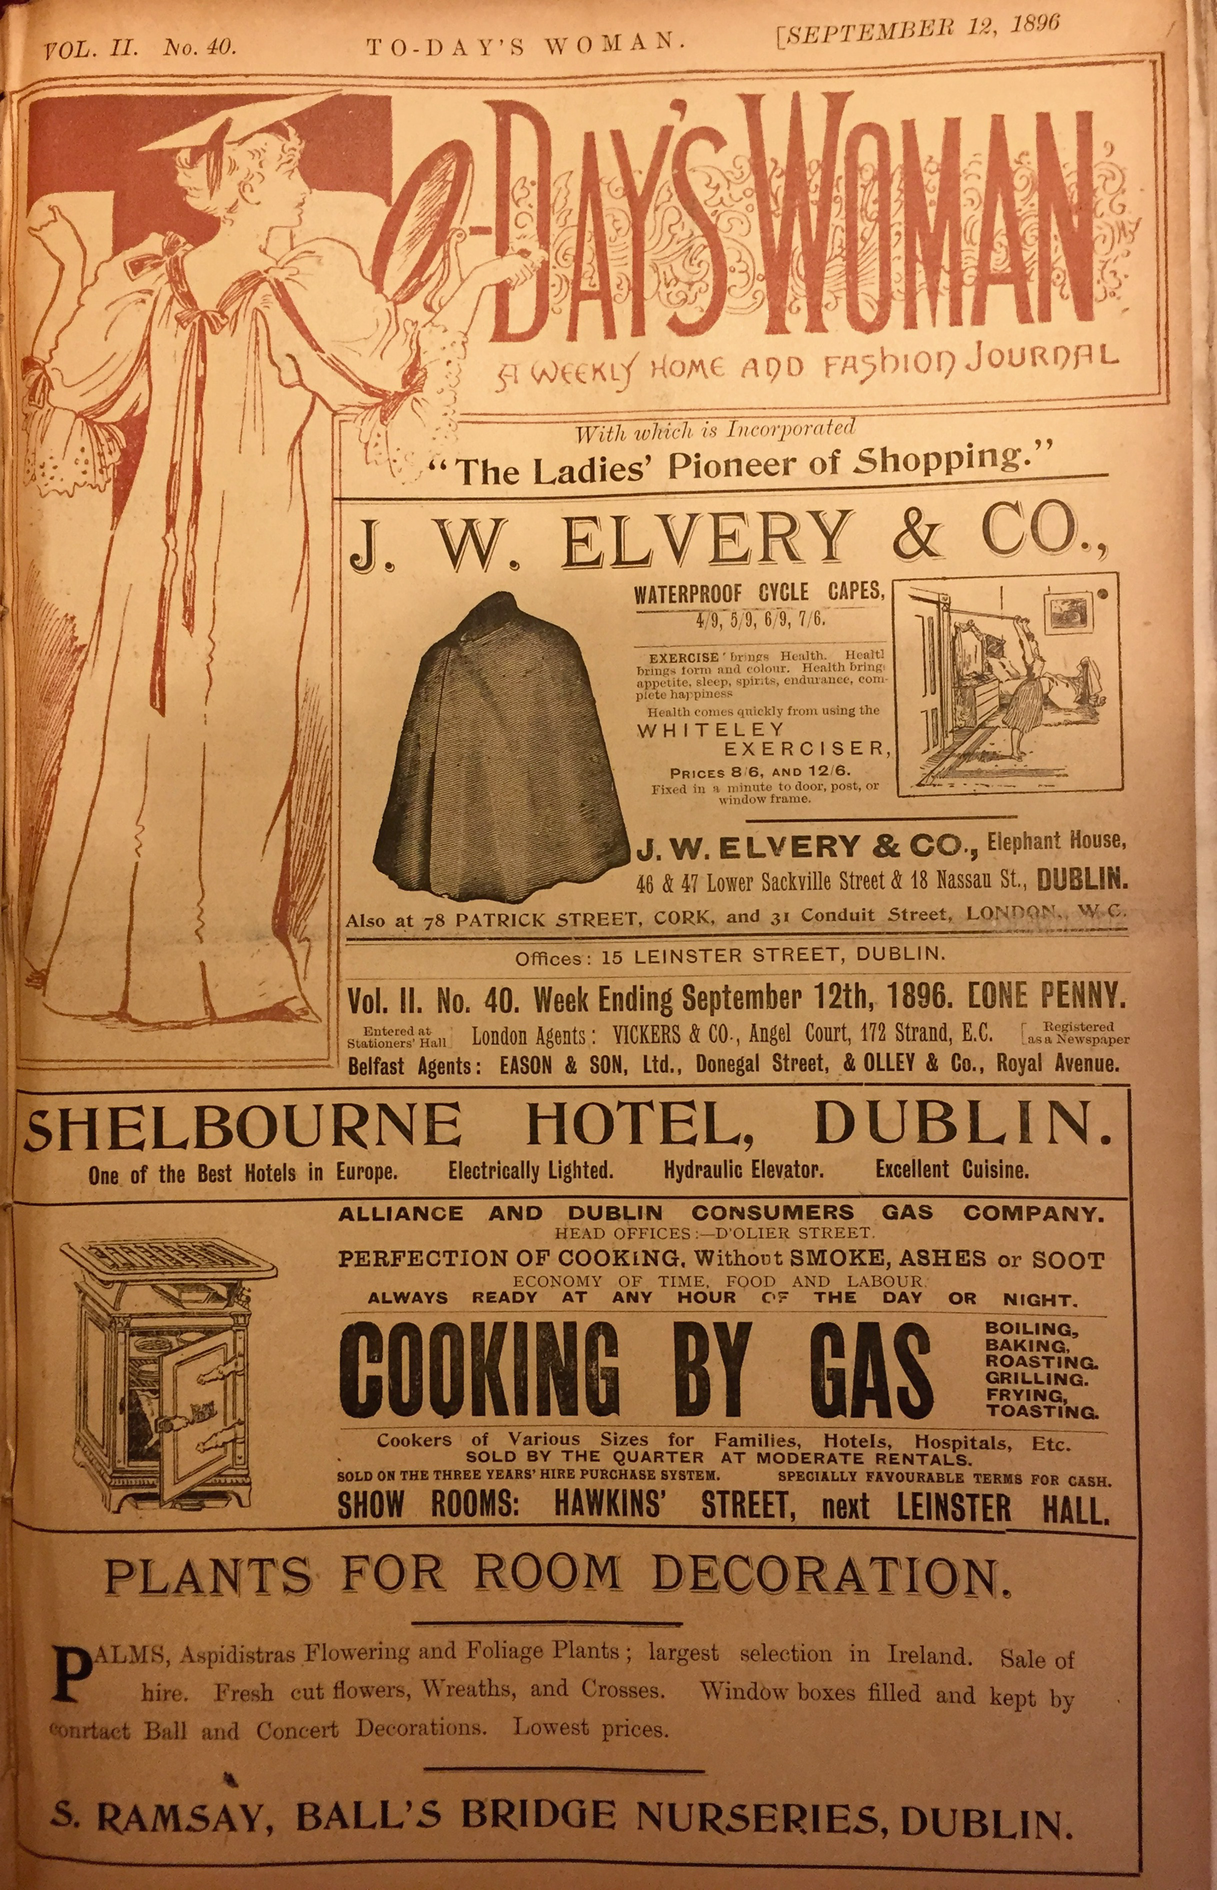 VOL. II. No. 40. TO-DAY'S WOMAN. [SEPTEMBER 12, 1896
TO-DAY'S WOMAN
A WEEKLY HOME AND FASHION JOURNAL
With which is Incorporated
"The Ladies' Pioneer of Shopping."
J. W. ELVERY & CO.,
WATERPROOF CYCLE CAPES,
4/9, 5/9, 6/9, 7/6.
EXERCISE brings Health. Healtl
brings form and colour. Health bring
appetite, sleep, spirits, endurance, com-
plete happiness
Health comes quickly from using the
WHITELEY
EXERCISER,
PRICES 8/6, AND 12/6.
Fixed in a minute to door, post, or
window frame.
J. W. ELVERY & CO., Elephant House,
46 & 47 Lower Sackville Street & 18 Nassau St., DUBLIN.
Also at 78 PATRICK STREET, CORK, and 31 Conduit Street, LONDON, W.C.
Offices: 15 LEINSTER STREET, DUBLIN.
Vol. II. No. 40. Week Ending September 12th, 1896. [ONE PENNY.
Entered at
Stationers' Hall
London Agents: VICKERS & CO., Angel Court, 172 Strand, E.C.
[Registered
as a Newspaper
Belfast Agents: EASON & SON, Ltd., Donegal Street, & OLLEY & Co., Royal Avenue.
SHELBOURNE HOTEL, DUBLIN.
One of the Best Hotels in Europe. Electrically Lighted. Hydraulic Elevator. Excellent Cuisine.
ALLIANCE AND DUBLIN CONSUMERS GAS COMPANY.
HEAD OFFICES:—D'OLIER STREET.
PERFECTION OF COOKING, Without SMOKE, ASHES or SOOT
ECONOMY OF TIME, FOOD AND LABOUR.
ALWAYS READY AT ANY HOUR OF THE DAY OR NIGHT.
COOKING BY GAS
BOILING,
BAKING,
ROASTING.
GRILLING.
FRYING,
TOASTING.
Cookers of Various Sizes for Families, Hotels, Hospitals, Etc.
SOLD BY THE QUARTER AT MODERATE RENTALS.
SOLD ON THE THREE YEARS' HIRE PURCHASE SYSTEM. SPECIALLY FAVOURABLE TERMS FOR CASH.
SHOW ROOMS: HAWKINS' STREET, next LEINSTER HALL.
PLANTS FOR ROOM DECORATION.
PALMS, Aspidistras Flowering and Foliage Plants; largest selection in Ireland. Sale of
hire. Fresh cut flowers, Wreaths, and Crosses. Window boxes filled and kept by
conrtact Ball and Concert Decorations. Lowest prices.
S. RAMSAY, BALL'S BRIDGE NURSERIES, DUBLIN.